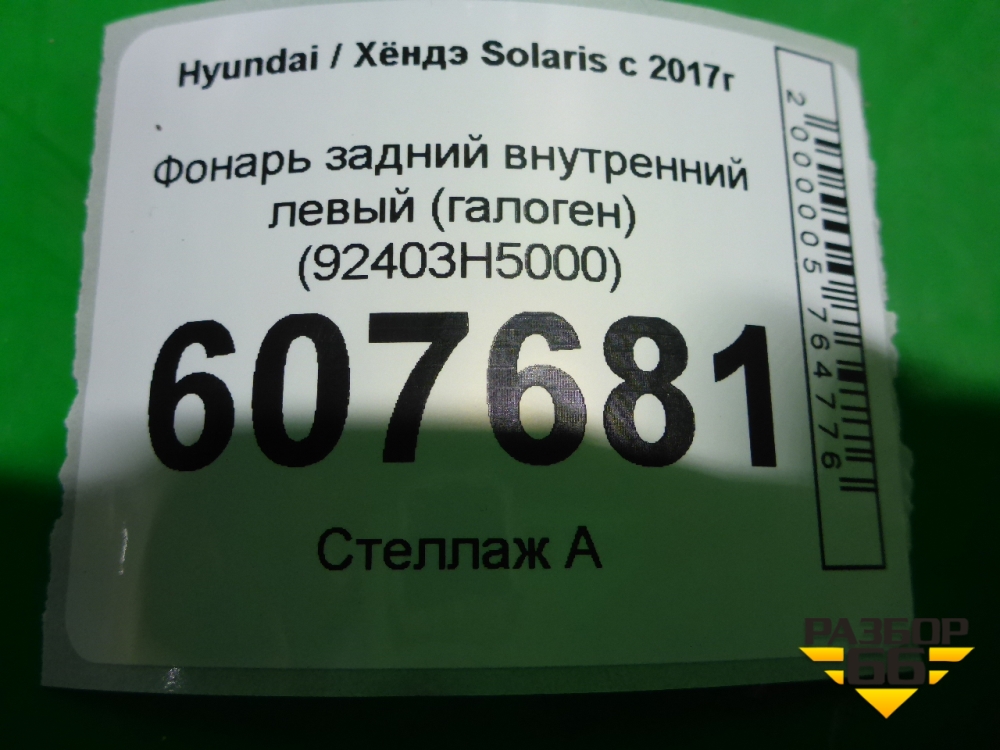 Hyundai / Хёндэ Solaris с 2017г
Фонарь задний внутренний
левый (галоген)
(92403H5000)
607681
Стеллаж А
2000005764776
РАЗБОР
66